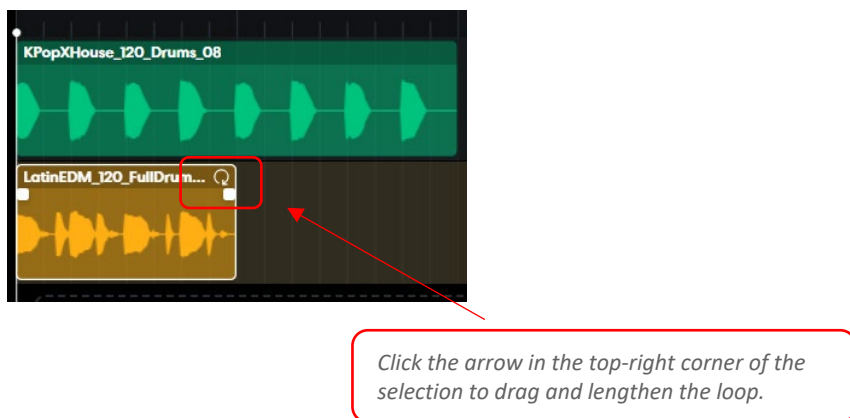 KPopXHouse_120_Drums_08
LatinEDM_120_FullDrum...
Click the arrow in the top-right corner of the
selection to drag and lengthen the loop.